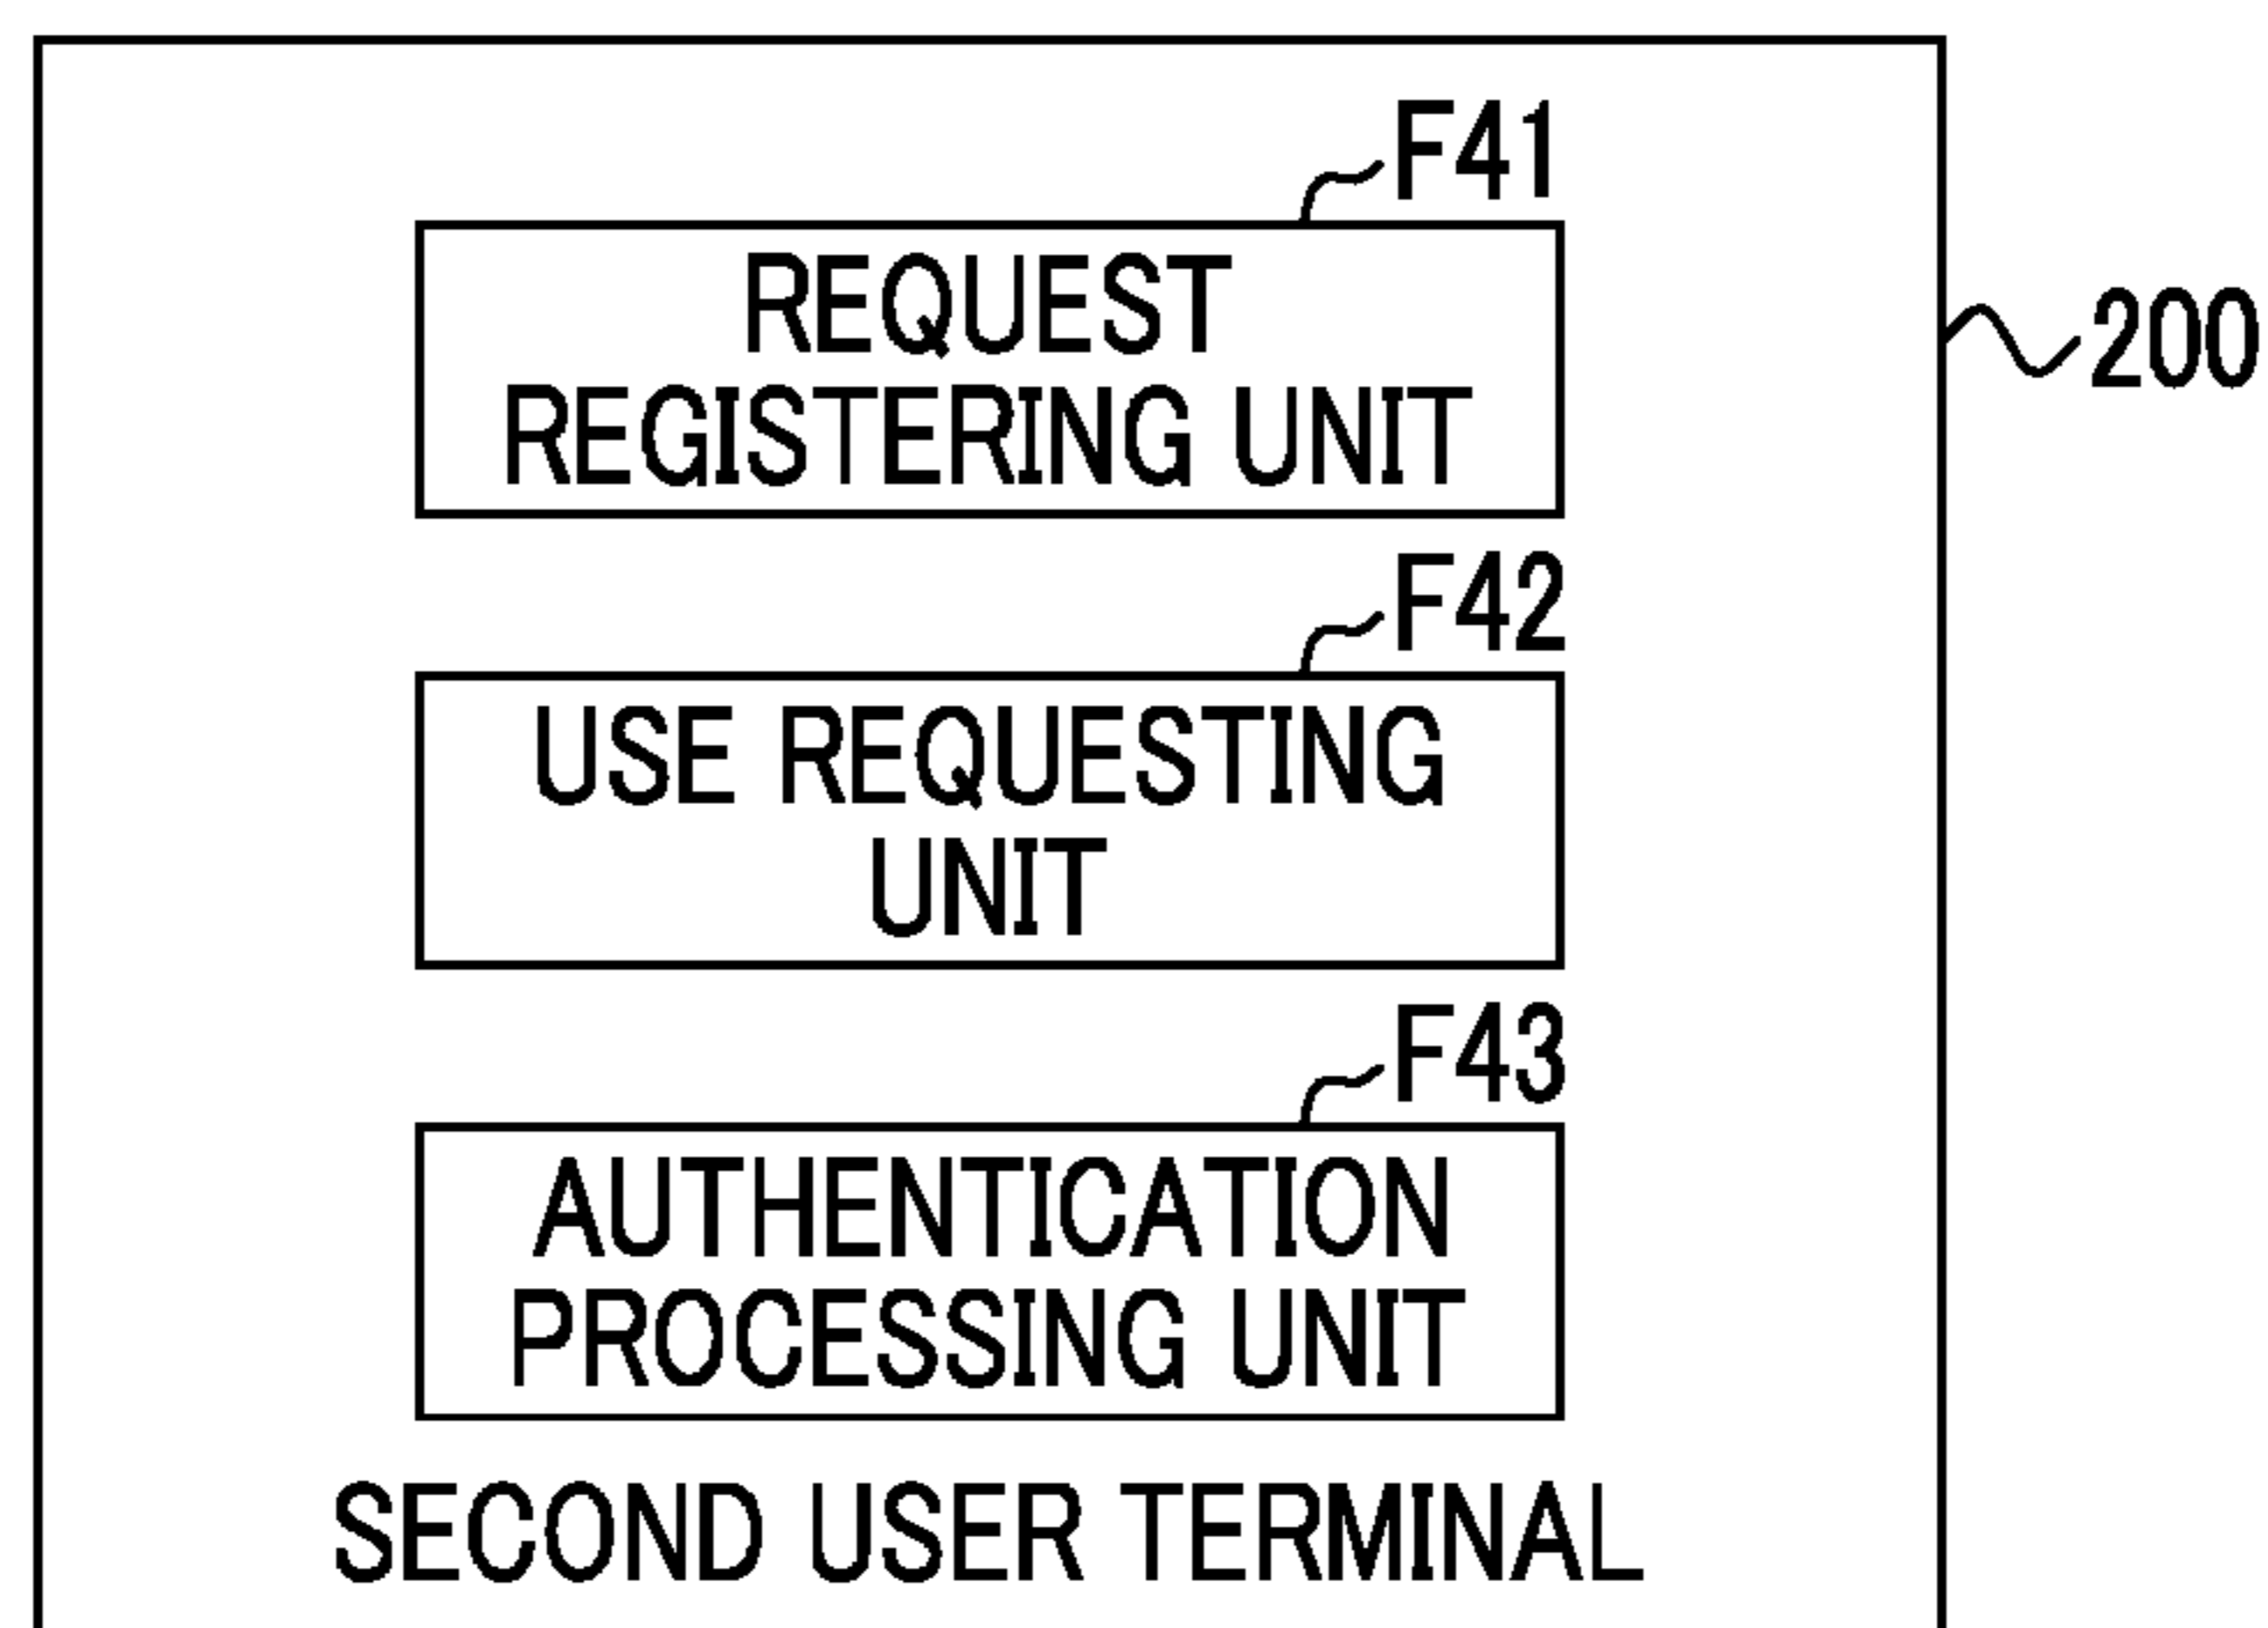 F41
REQUEST
REGISTERING UNIT
200
F42
USE REQUESTING
UNIT
F43
AUTHENTICATION
PROCESSING UNIT
SECOND USER TERMINAL